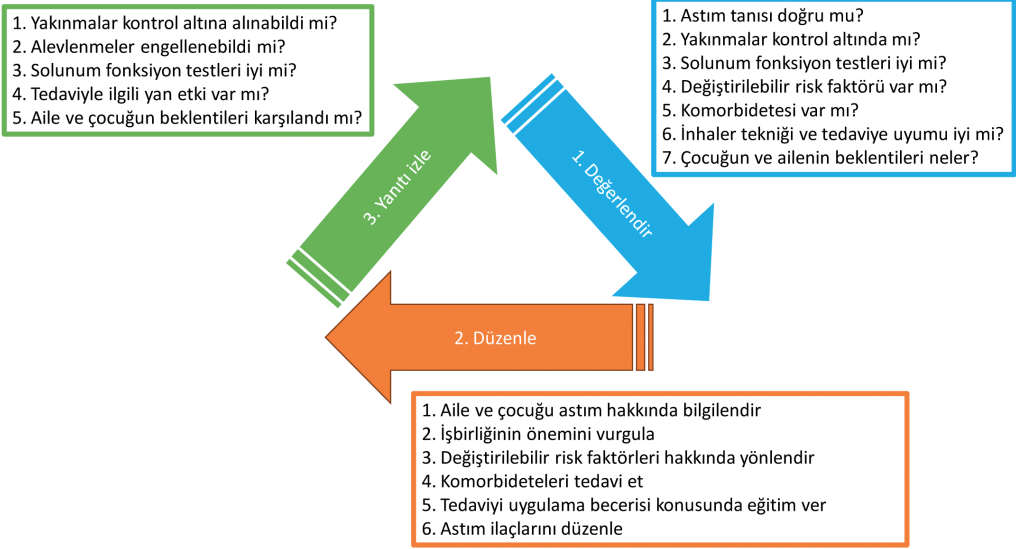 1. Yakınmalar kontrol altına alınabildi mi?
2. Alevlenmeler engellenebildi mi?
3. Solunum fonksiyon testleri iyi mi?
4. Tedaviyle ilgili yan etki var mı?
5. Aile ve çocuğun beklentileri karşılandı mı?
1. Astım tanısı doğru mu?
2. Yakınmalar kontrol altında mı?
3. Solunum fonksiyon testleri iyi mi?
4. Değiştirilebilir risk faktörü var mı?
5. Komorbidetesi var mı?
6. İnhaler tekniği ve tedaviye uyumu iyi mi?
7. Çocuğun ve ailenin beklentileri neler?
3. Yanıtı izle
1. Değerlendir
2. Düzenle
1. Aile ve çocuğu astım hakkında bilgilendir
2. İşbirliğinin önemini vurgula
3. Değiştirilebilir risk faktörleri hakkında yönlendir
4. Komorbideteleri tedavi et
5. Tedaviyi uygulama becerisi konusunda eğitim ver
6. Astım ilaçlarını düzenle